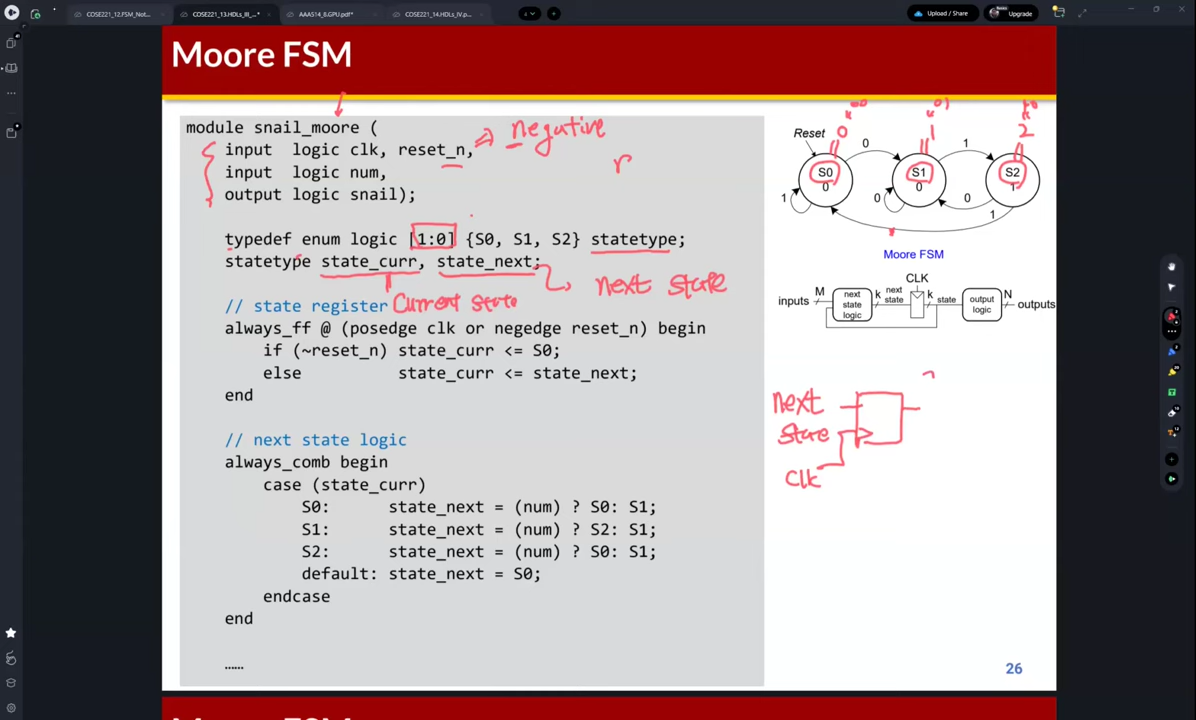 COSE221_12.FSM_Not...
COSE221_13.HDLs_III_...*
AAA514_8.GPU.pdf*
COSE221_14.HDLs_IV.p...
Upload / Share
Upgrade
Moore FSM
module snail_moore (
input logic clk, reset_n,
input logic num,
output logic snail);
negative
r
typedef enum logic [1:0] {S0, S1, S2} statetype;
statetype state_curr, state_next;
Current state
next state
// state register
always_ff @ (posedge clk or negedge reset_n) begin
if (~reset_n) state_curr <= S0;
else state_curr <= state_next;
end
// next state logic
always_comb begin
case (state_curr)
S0: state_next = (num) ? S0: S1;
S1: state_next = (num) ? S2: S1;
S2: state_next = (num) ? S0: S1;
default: state_next = S0;
endcase
end
......
0 1 2
Reset
0 1
S0 S1 S2
0 0 1
1 0 0
1
Moore FSM
CLK
inputs M next state logic k next state k state output logic N outputs
next
state
clk
26
Moore FSM